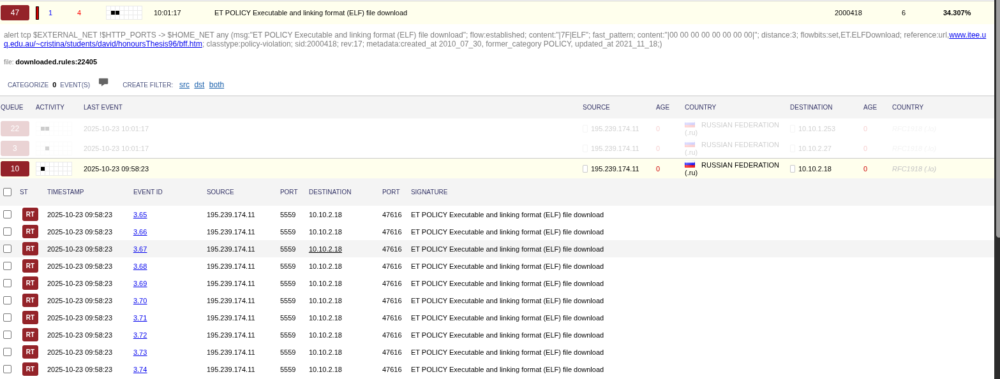 47 1 4 10:01:17 ET POLICY Executable and linking format (ELF) file download 2000418 6 34.307%
alert tcp $EXTERNAL_NET !$HTTP_PORTS -> $HOME_NET any (msg:"ET POLICY Executable and linking format (ELF) file download"; flow:established; content:"|7F|ELF"; fast_pattern; content:"|00 00 00 00 00 00 00 00|"; distance:3; flowbits:set,ET.ELFDownload; reference:url,www.itee.u
q.edu.au/~cristina/students/david/honoursThesis96/bff.htm; classtype:policy-violation; sid:2000418; rev:17; metadata:created_at 2010_07_30, former_category POLICY, updated_at 2021_11_18;)
file: downloaded.rules:22405
CATEGORIZE 0 EVENT(S) CREATE FILTER: src dst both
QUEUE ACTIVITY LAST EVENT SOURCE AGE COUNTRY DESTINATION AGE COUNTRY
22 2025-10-23 10:01:17 195.239.174.11 0 RUSSIAN FEDERATION (.ru) 10.10.1.253 0 RFC1918 (.lo)
3 2025-10-23 10:01:17 195.239.174.11 0 RUSSIAN FEDERATION (.ru) 10.10.2.27 0 RFC1918 (.lo)
10 2025-10-23 09:58:23 195.239.174.11 0 RUSSIAN FEDERATION (.ru) 10.10.2.18 0 RFC1918 (.lo)
ST TIMESTAMP EVENT ID SOURCE PORT DESTINATION PORT SIGNATURE
RT 2025-10-23 09:58:23 3.65 195.239.174.11 5559 10.10.2.18 47616 ET POLICY Executable and linking format (ELF) file download
RT 2025-10-23 09:58:23 3.66 195.239.174.11 5559 10.10.2.18 47616 ET POLICY Executable and linking format (ELF) file download
RT 2025-10-23 09:58:23 3.67 195.239.174.11 5559 10.10.2.18 47616 ET POLICY Executable and linking format (ELF) file download
RT 2025-10-23 09:58:23 3.68 195.239.174.11 5559 10.10.2.18 47616 ET POLICY Executable and linking format (ELF) file download
RT 2025-10-23 09:58:23 3.69 195.239.174.11 5559 10.10.2.18 47616 ET POLICY Executable and linking format (ELF) file download
RT 2025-10-23 09:58:23 3.70 195.239.174.11 5559 10.10.2.18 47616 ET POLICY Executable and linking format (ELF) file download
RT 2025-10-23 09:58:23 3.71 195.239.174.11 5559 10.10.2.18 47616 ET POLICY Executable and linking format (ELF) file download
RT 2025-10-23 09:58:23 3.72 195.239.174.11 5559 10.10.2.18 47616 ET POLICY Executable and linking format (ELF) file download
RT 2025-10-23 09:58:23 3.73 195.239.174.11 5559 10.10.2.18 47616 ET POLICY Executable and linking format (ELF) file download
RT 2025-10-23 09:58:23 3.74 195.239.174.11 5559 10.10.2.18 47616 ET POLICY Executable and linking format (ELF) file download